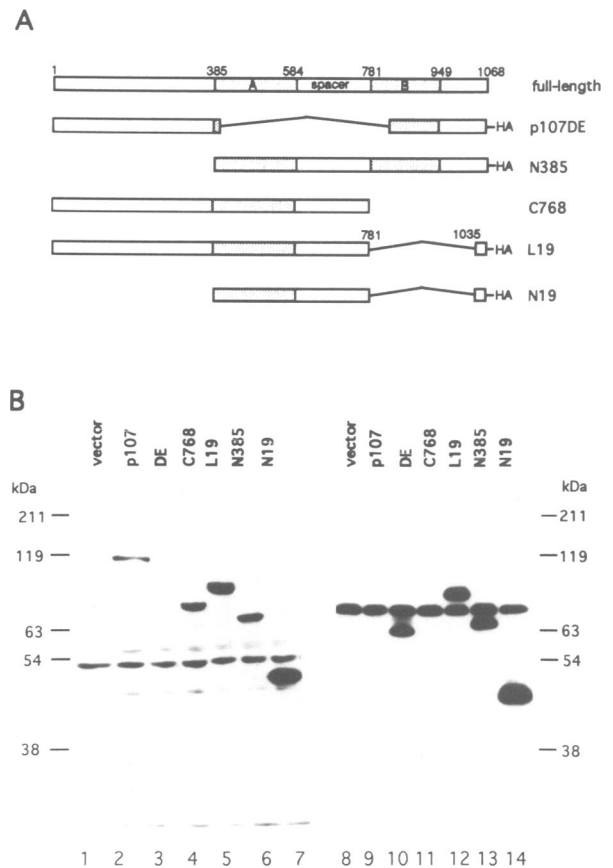 A
1 385 584 781 949 1068
A spacer B full-length
HA p107DE
HA N385
C768
781 1035
HA L19
HA N19
B
vector p107 DE C768 L19 N385 N19 vector p107 DE C768 L19 N385 N19
kDa kDa
211 211
119 119
63 63
54 54
38 38
1 2 3 4 5 6 7 8 9 10 11 12 13 14